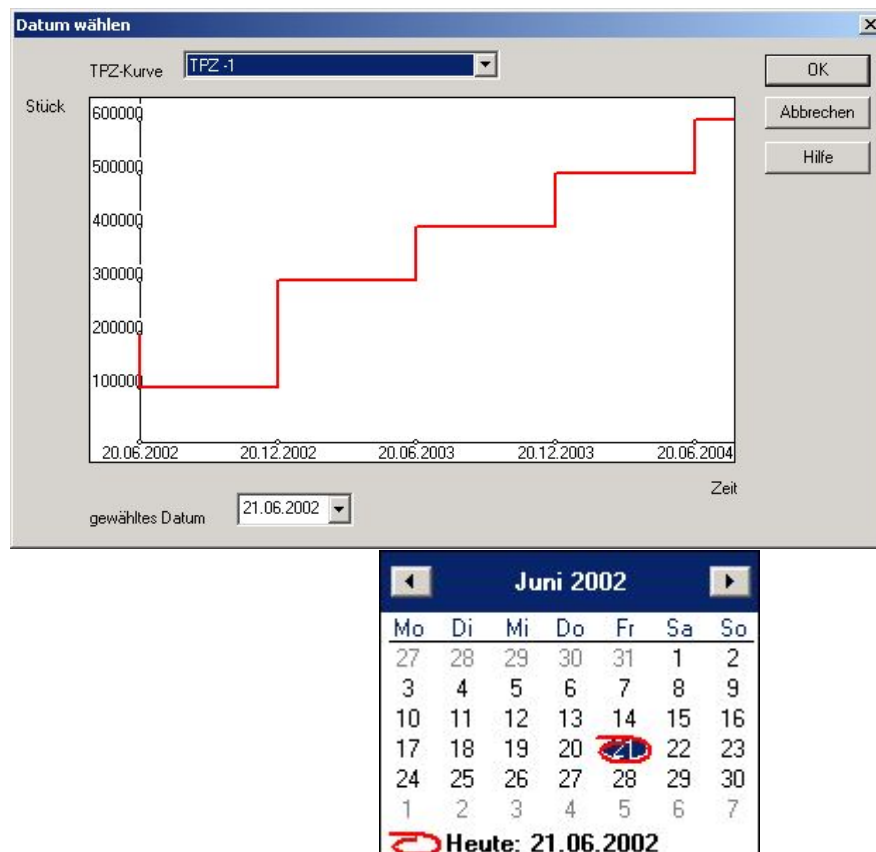 Datum wählen
TPZ-Kurve TPZ -1
OK
Stück
Abbrechen
Hilfe
600000
500000
400000
300000
200000
100000
20.06.2002 20.12.2002 20.06.2003 20.12.2003 20.06.2004
Zeit
gewähltes Datum 21.06.2002
Juni 2002
Mo Di Mi Do Fr Sa So
27 28 29 30 31 1 2
3 4 5 6 7 8 9
10 11 12 13 14 15 16
17 18 19 20 21 22 23
24 25 26 27 28 29 30
1 2 3 4 5 6 7
Heute: 21.06.2002